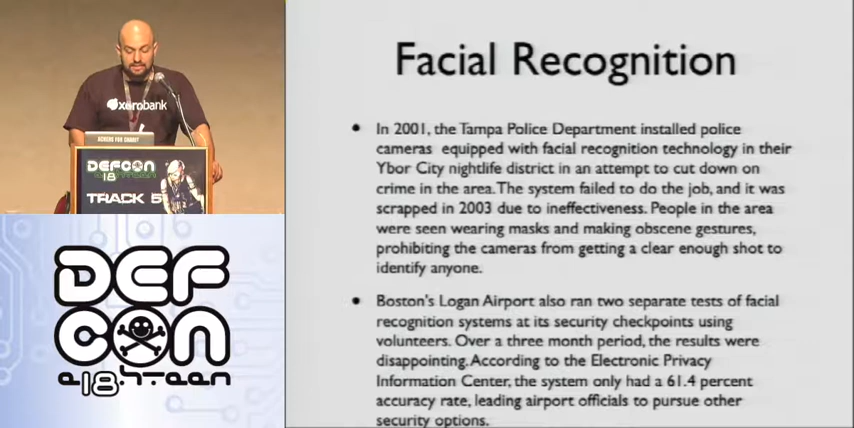 Facial Recognition
• In 2001, the Tampa Police Department installed police
cameras equipped with facial recognition technology in their
Ybor City nightlife district in an attempt to cut down on
crime in the area. The system failed to do the job, and it was
scrapped in 2003 due to ineffectiveness. People in the area
were seen wearing masks and making obscene gestures,
prohibiting the cameras from getting a clear enough shot to
identify anyone.
• Boston's Logan Airport also ran two separate tests of facial
recognition systems at its security checkpoints using
volunteers. Over a three month period, the results were
disappointing. According to the Electronic Privacy
Information Center, the system only had a 61.4 percent
accuracy rate, leading airport officials to pursue other
security options.
xerobank
DEFCON
18
TRACK 5
DEF
CON
e18hteen